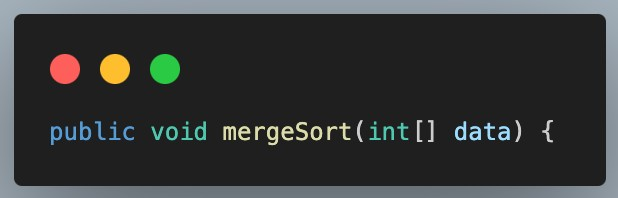 public void mergeSort(int[] data) {